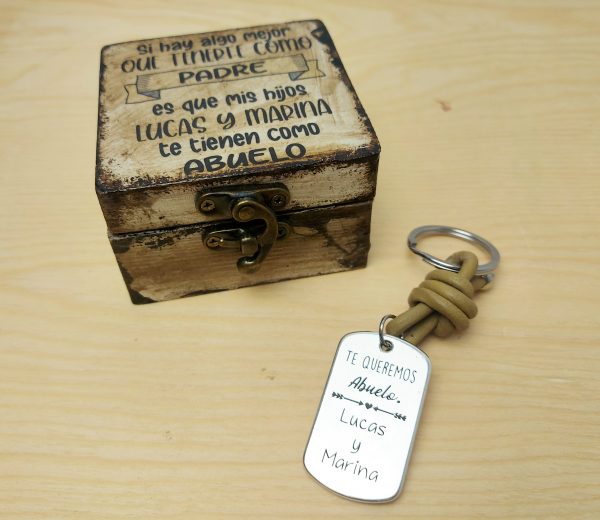 Si hay algo mejor
QUE TENERTE COMO
PADRE
es que mis hijos
LUCAS Y MARINA
te tienen como
ABUELO
TE QUEREMOS
Abuelo.
Lucas
y
Marina